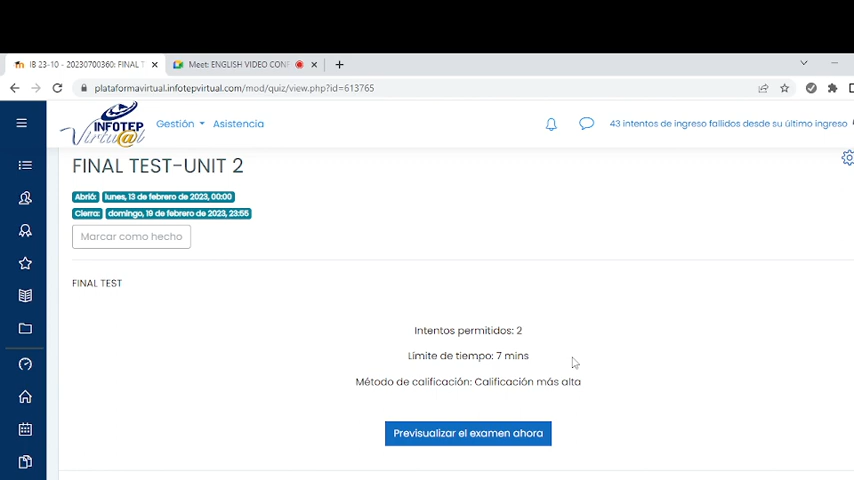 IB 23-10 - 20230700360: FINAL T
Meet: ENGLISH VIDEO CONF
plataformavirtual.infotepvirtual.com/mod/quiz/view.php?id=613765
INFOTEP
Virtu@l
Gestión
Asistencia
43 intentos de ingreso fallidos desde su último ingreso
FINAL TEST-UNIT 2
Abrió: lunes, 13 de febrero de 2023, 00:00
Cierra: domingo, 19 de febrero de 2023, 23:55
Marcar como hecho
FINAL TEST
Intentos permitidos: 2
Límite de tiempo: 7 mins
Método de calificación: Calificación más alta
Previsualizar el examen ahora